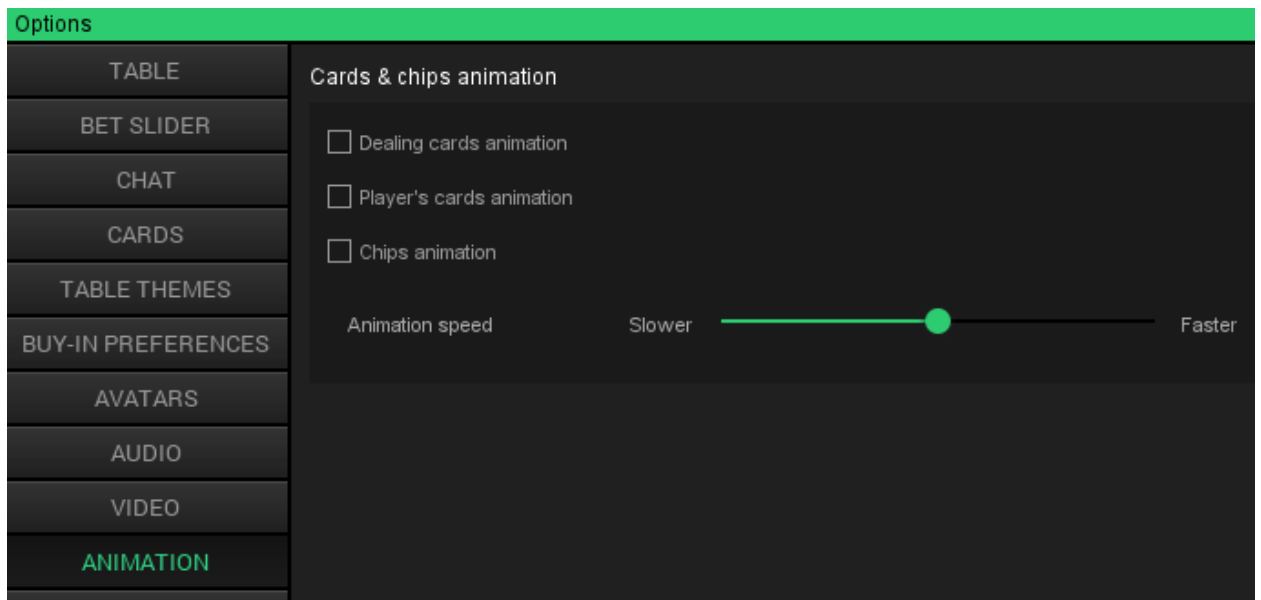 Options
TABLE
BET SLIDER
CHAT
CARDS
TABLE THEMES
BUY-IN PREFERENCES
AVATARS
AUDIO
VIDEO
ANIMATION
Cards & chips animation
Dealing cards animation
Player's cards animation
Chips animation
Animation speed Slower Faster